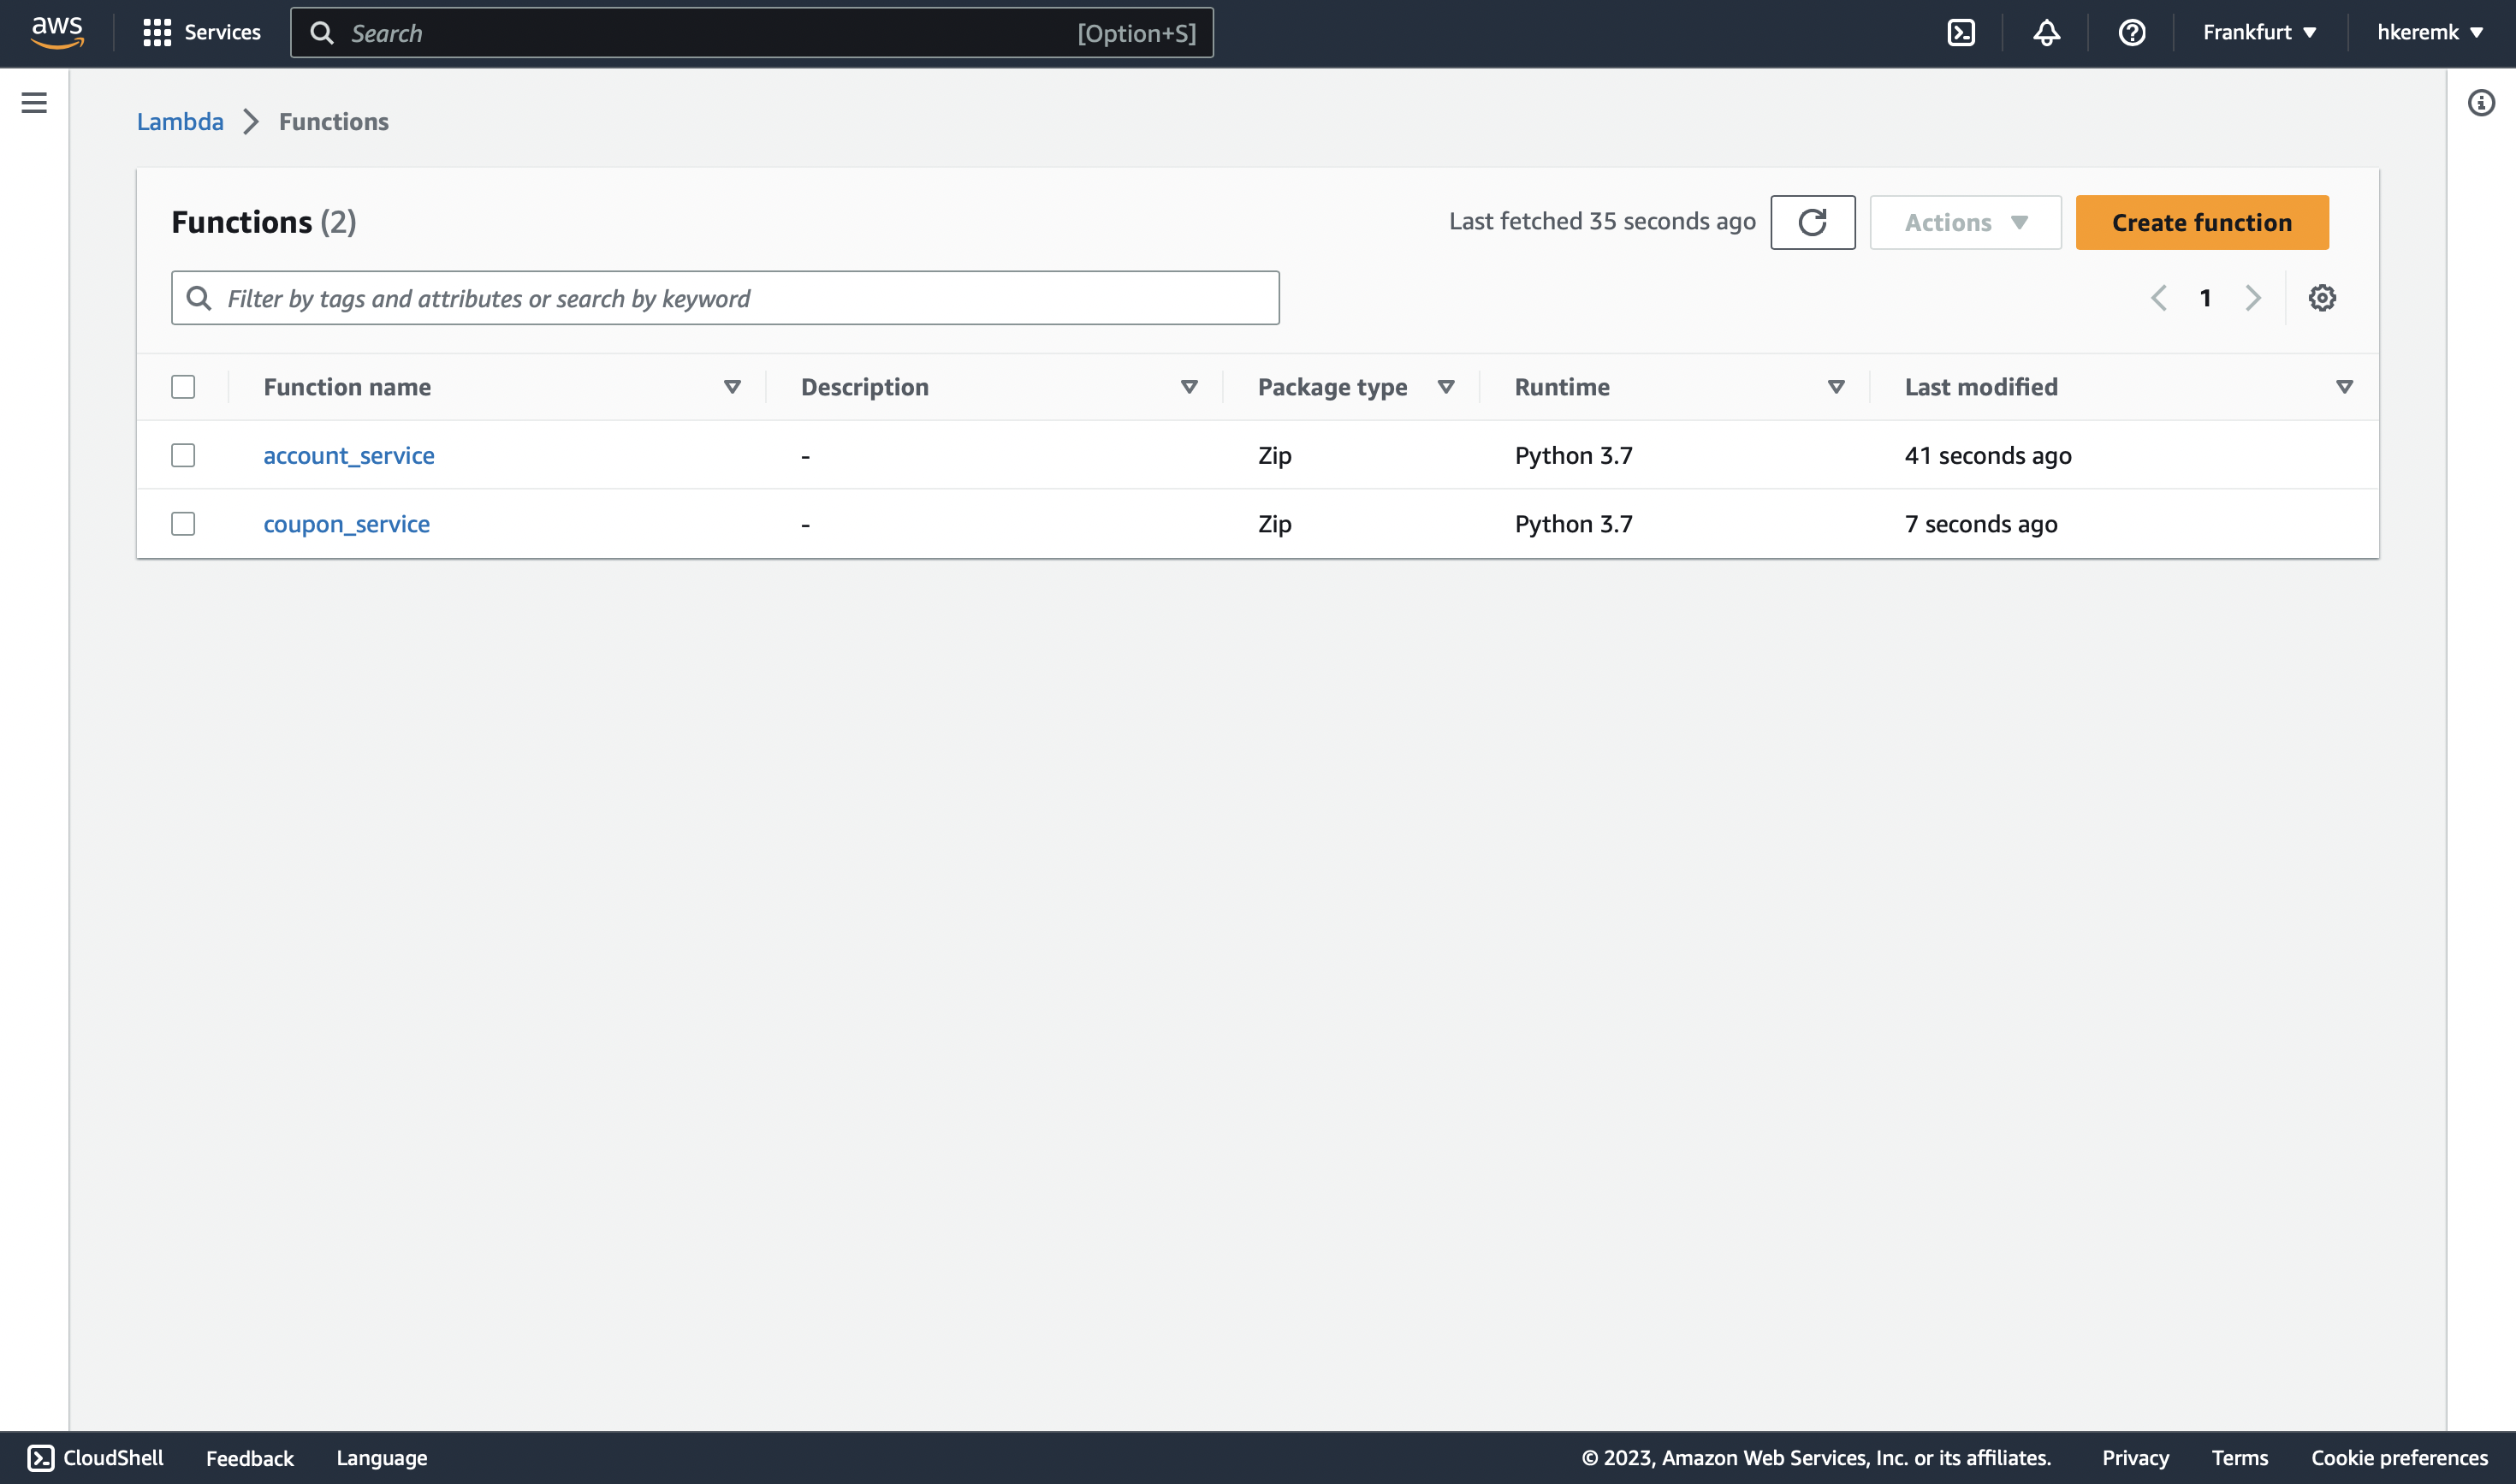 aws Services Search [Option+S] Frankfurt hkeremk
Lambda Functions
Functions (2) Last fetched 35 seconds ago Actions Create function
Filter by tags and attributes or search by keyword 1
Function name Description Package type Runtime Last modified
account_service - Zip Python 3.7 41 seconds ago
coupon_service - Zip Python 3.7 7 seconds ago
CloudShell Feedback Language © 2023, Amazon Web Services, Inc. or its affiliates. Privacy Terms Cookie preferences